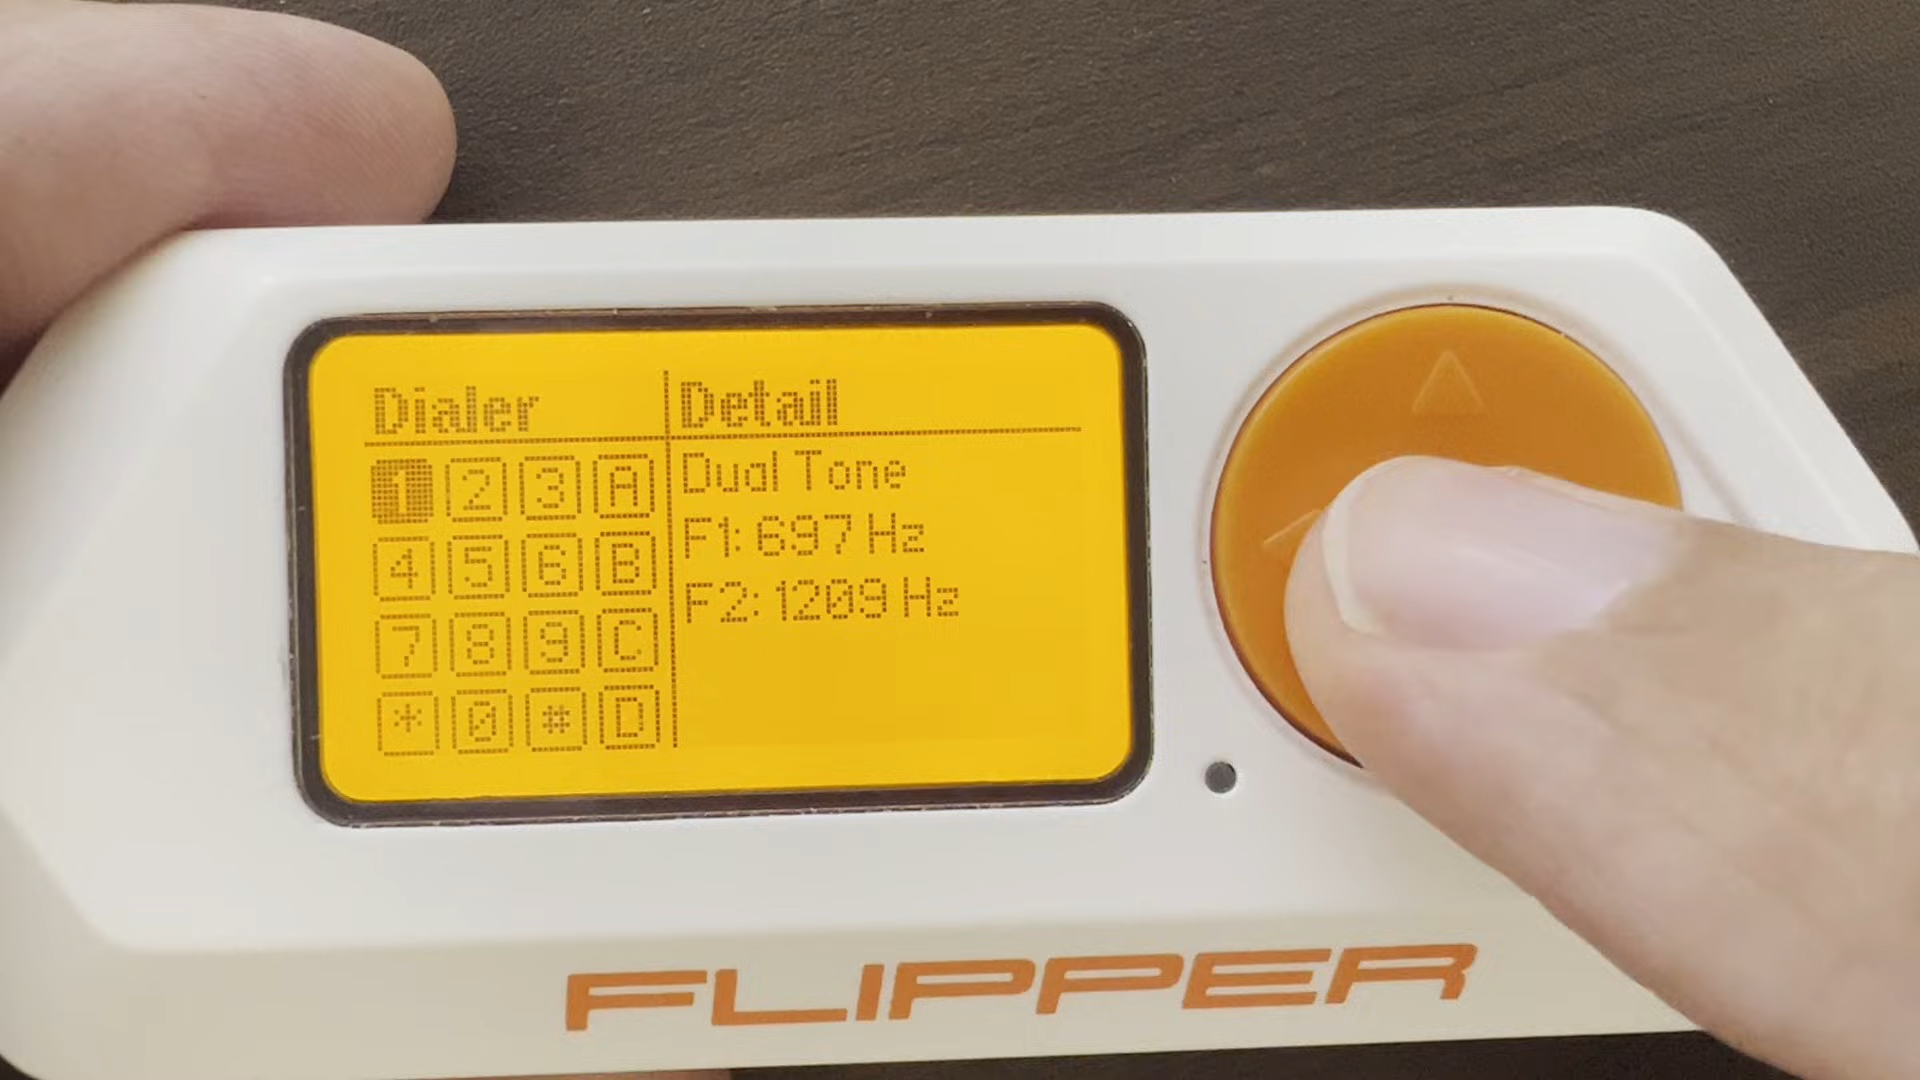 Dialer
Detail
1 2 3 A
4 5 6 B
7 8 9 C
* 0 # D
Dual Tone
F1: 697 Hz
F2: 1209 Hz
FLIPPER